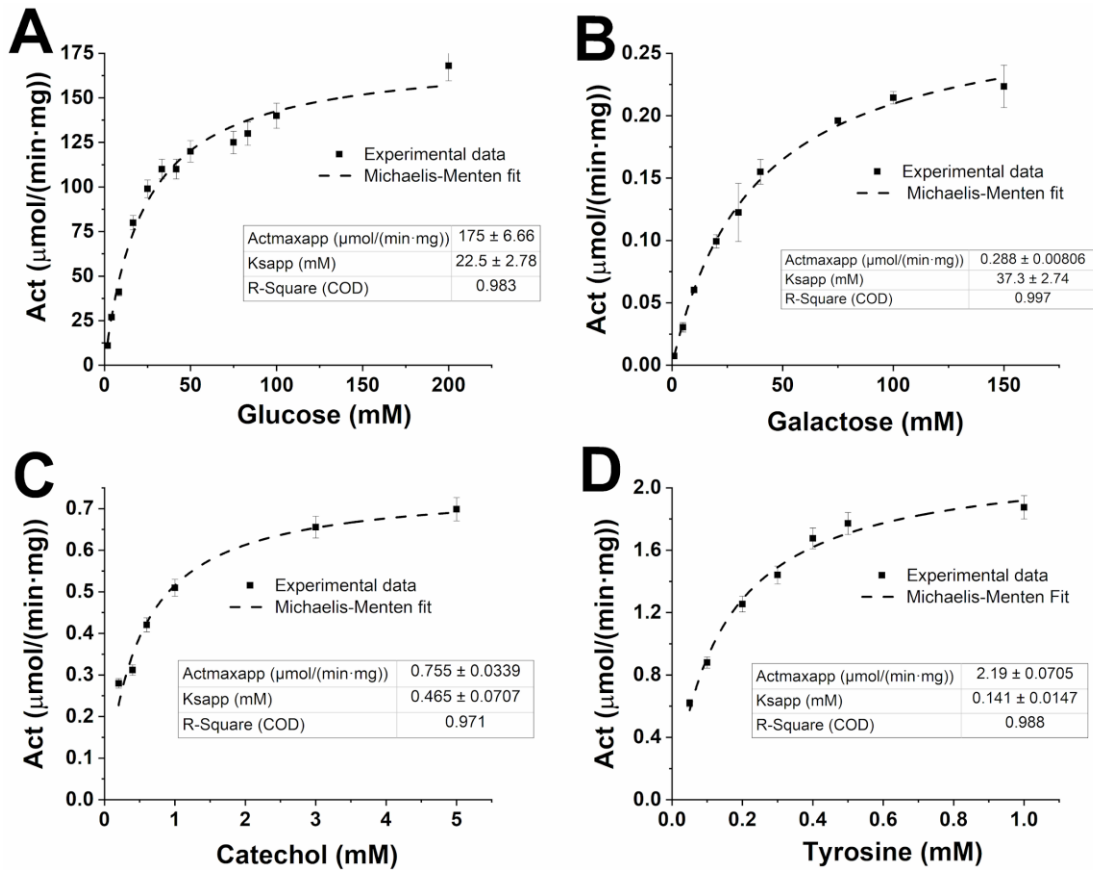 A
175
150
125
100
75
50
25
0
Act (μmol/(min·mg))
Experimental data
Michaelis-Menten fit
Actmaxapp (μmol/(min·mg)) 175 ± 6.66
Ksapp (mM) 22.5 ± 2.78
R-Square (COD) 0.983
0 50 100 150 200
Glucose (mM)
B
0.25
0.20
0.15
0.10
0.05
0.00
Act (μmol/(min·mg))
Experimental data
Michaelis-Menten fit
Actmaxapp (μmol/(min·mg)) 0.288 ± 0.00806
Ksapp (mM) 37.3 ± 2.74
R-Square (COD) 0.997
0 50 100 150
Galactose (mM)
C
0.7
0.6
0.5
0.4
0.3
0.2
0.1
0.0
Act (μmol/(min·mg))
Experimental data
Michaelis-Menten fit
Actmaxapp (μmol/(min·mg)) 0.755 ± 0.0339
Ksapp (mM) 0.465 ± 0.0707
R-Square (COD) 0.971
0 1 2 3 4 5
Catechol (mM)
D
2.0
1.6
1.2
0.8
0.4
0.0
Act (μmol/(min·mg))
Experimental data
Michaelis-Menten Fit
Actmaxapp (μmol/(min·mg)) 2.19 ± 0.0705
Ksapp (mM) 0.141 ± 0.0147
R-Square (COD) 0.988
0.0 0.2 0.4 0.6 0.8 1.0
Tyrosine (mM)